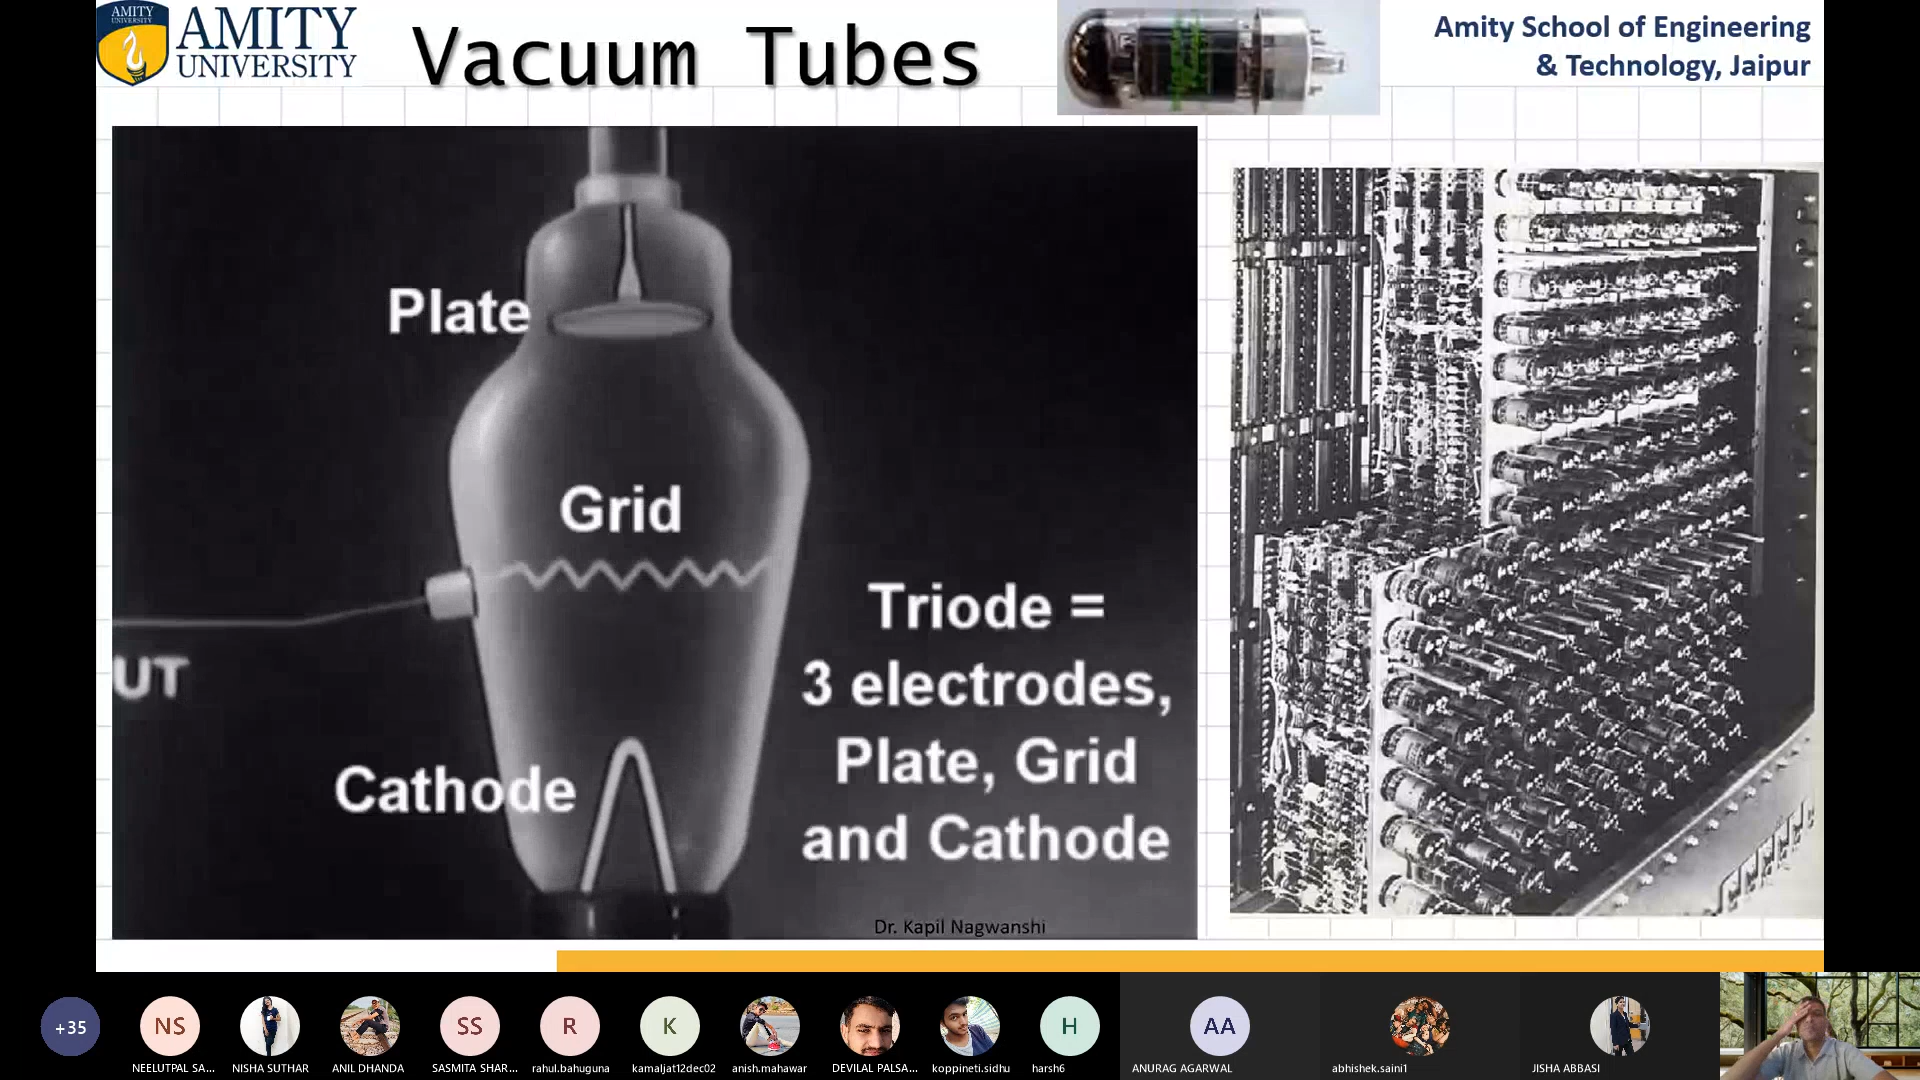 AMITY
UNIVERSITY
AMITY
UNIVERSITY
Vacuum Tubes
Amity School of Engineering
& Technology, Jaipur
Plate
Grid
UT
Cathode
Triode =
3 electrodes,
Plate, Grid
and Cathode
Dr. Kapil Nagwanshi
+35
NS
SS
R
K
H
AA
NEELUTPAL SA...
NISHA SUTHAR
ANIL DHANDA
SASMITA SHAR...
rahul.bahuguna
kamaljat12dec02
anish.mahawar
DEVILAL PALSA...
koppineti.sidhu
harsh6
ANURAG AGARWAL
abhishek.saini1
JISHA ABBASI